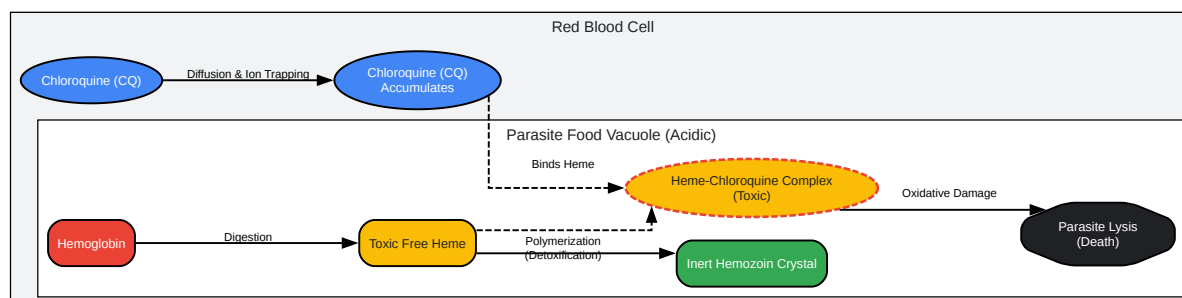 Red Blood Cell
Chloroquine (CQ)
Diffusion & Ion Trapping
Chloroquine (CQ)
Accumulates
Parasite Food Vacuole (Acidic)
Binds Heme
Heme-Chloroquine Complex
(Toxic)
Oxidative Damage
Parasite Lysis
(Death)
Hemoglobin
Digestion
Toxic Free Heme
Polymerization
(Detoxification)
Inert Hemozoin Crystal